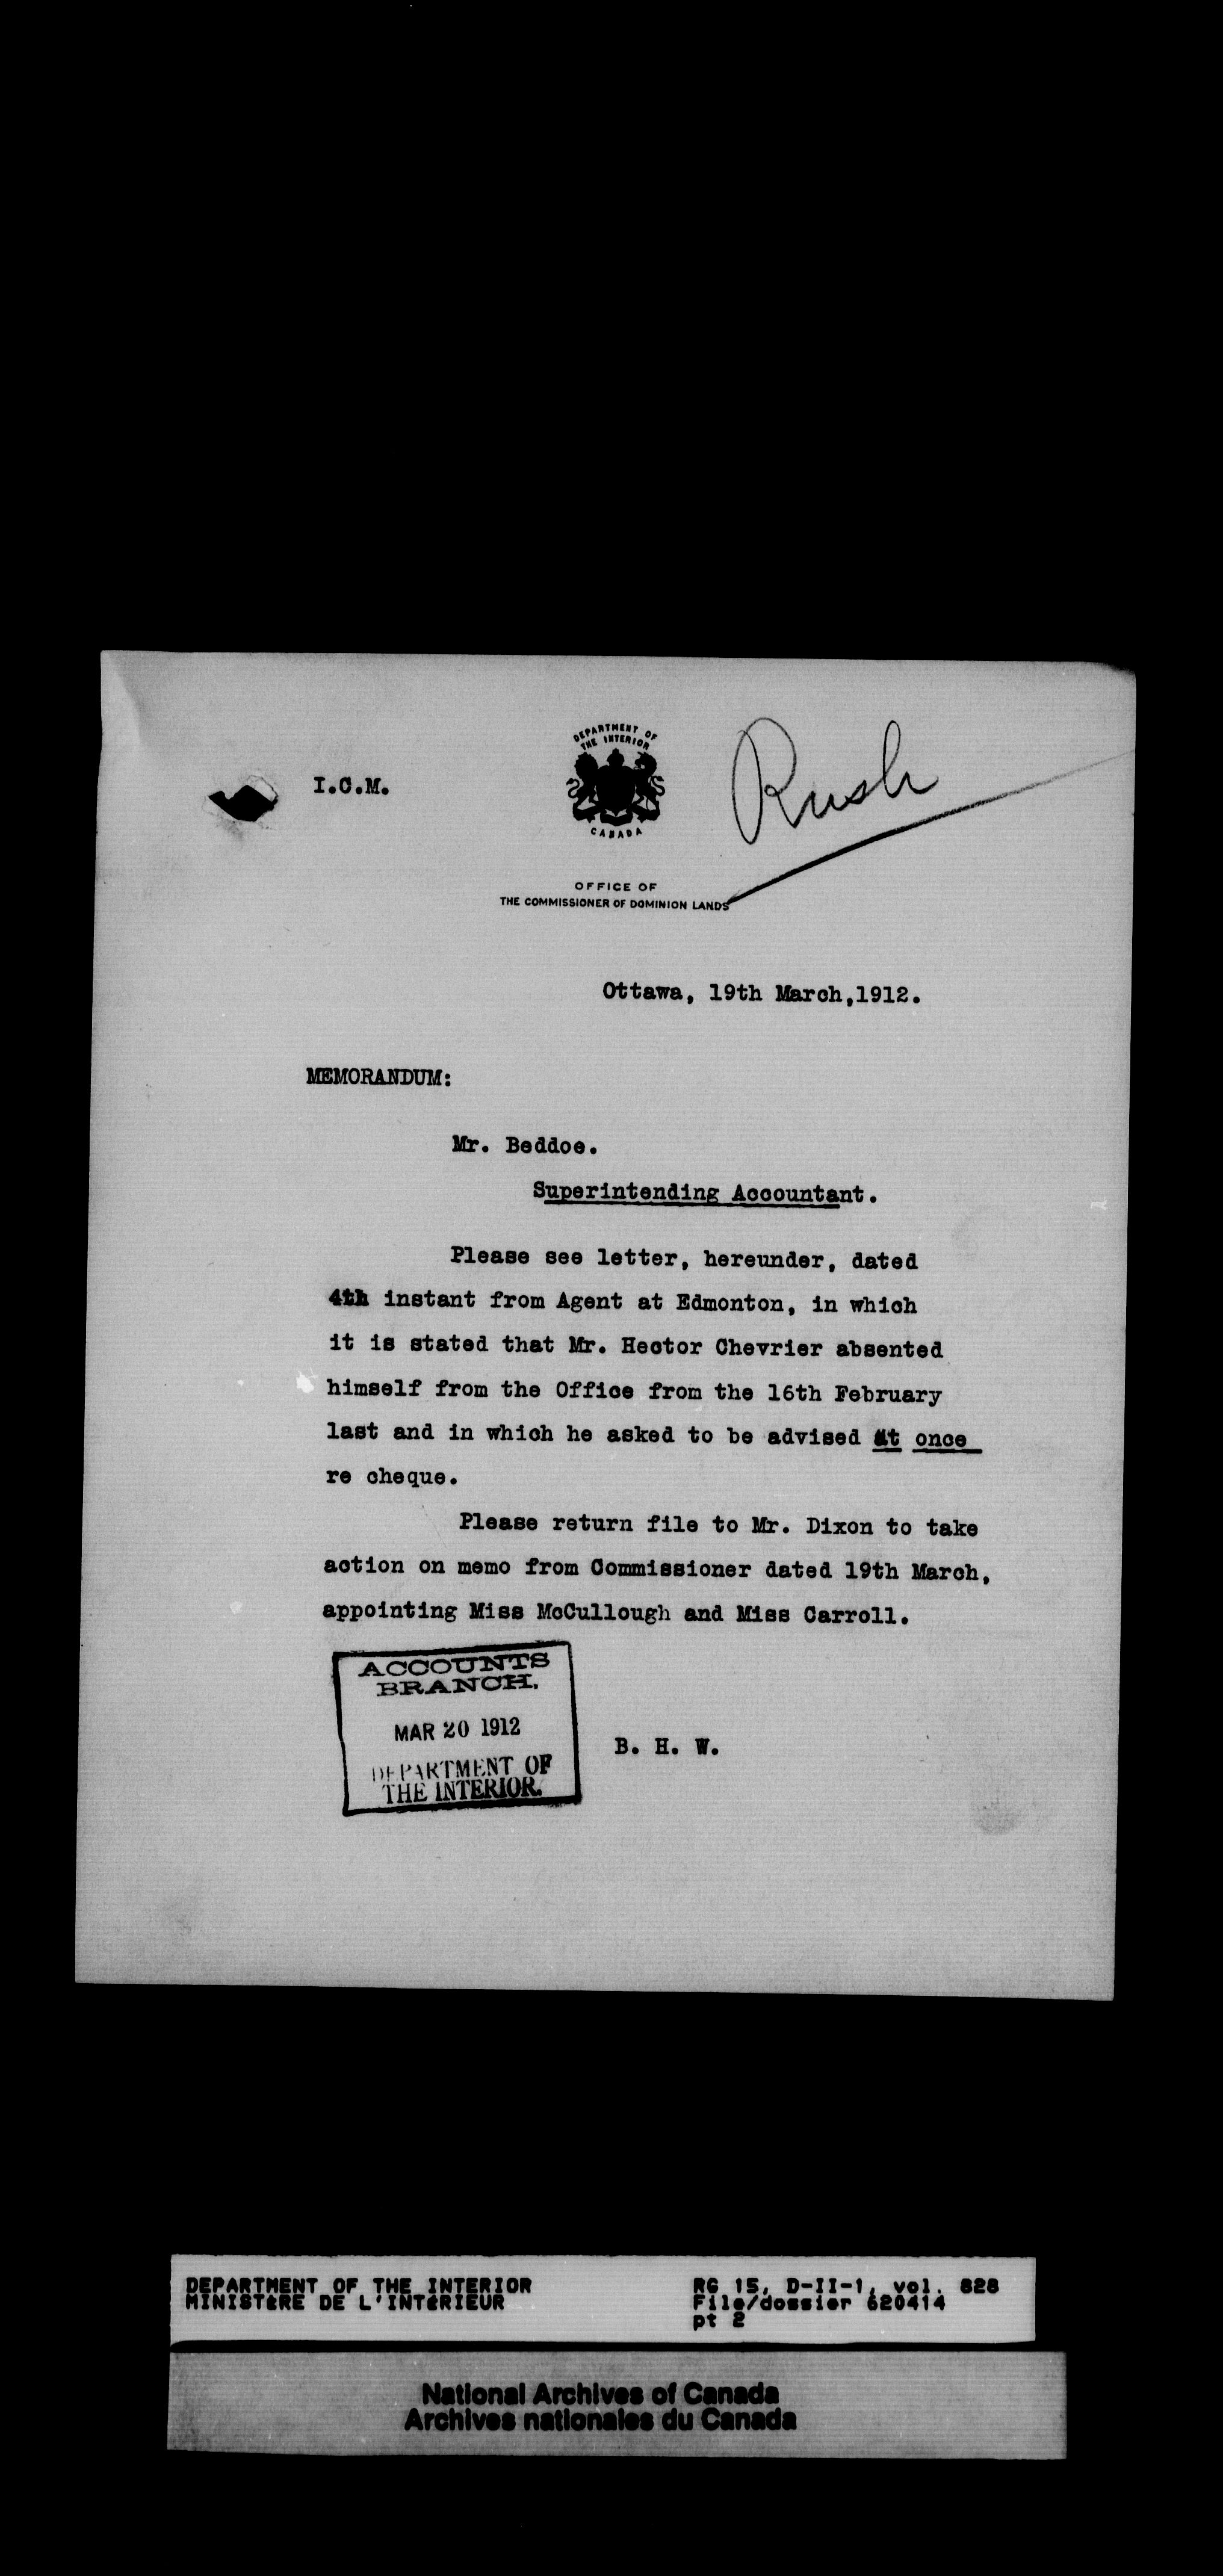 DEPARTMENT OF
THE INTERIOR
CANADA
Rush
I.C.M.
OFFICE OF
THE COMMISSIONER OF DOMINION LANDS
Ottawa, 19th March,1912.
MEMORANDUM:
Mr. Beddoe.
Superintending Accountant.
Please see letter, hereunder, dated
4th instant from Agent at Edmonton, in which
it is stated that Mr. Hector Chevrier absented
himself from the Office from the 16th February
last and in which he asked to be advised at once
re cheque.
Please return file to Mr. Dixon to take
action on memo from Commissioner dated 19th March,
appointing Miss McCullough and Miss Carroll.
ACCOUNTS
BRANCH.
MAR 20 1912
DEPARTMENT OF
THE INTERIOR.
B. H. W.
DEPARTMENT OF THE INTERIOR
MINISTÈRE DE L'INTÉRIEUR
RG 15, D-II-1, vol. 828
File/dossier 620414
pt 2
National Archives of Canada
Archives nationales du Canada